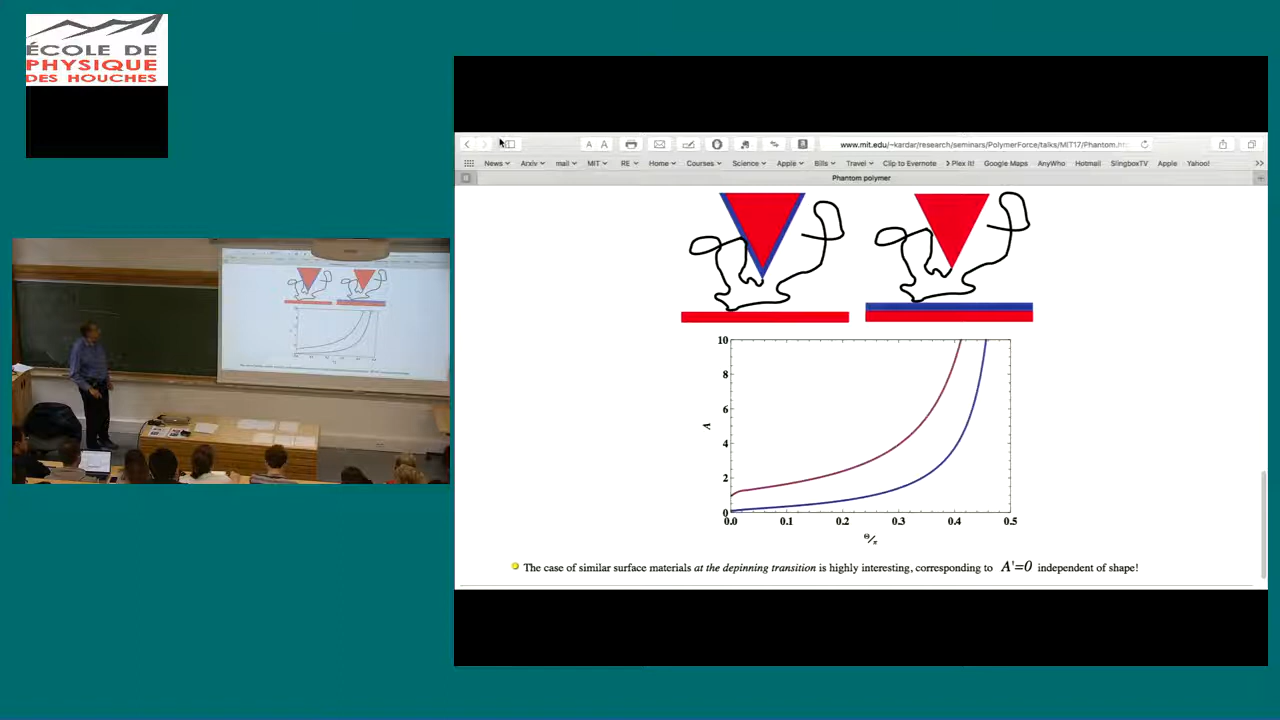 ÉCOLE DE
PHYSIQUE
DES HOUCHES
A A
www.mit.edu/~kardar/research/seminars/PolymerForce/talks/MIT17/Phantom.ht
News Arxiv mail MIT RE Home Courses Science Apple Bills Travel Clip to Evernote Plex it! Google Maps AnyWho Hotmail SlingboxTV Apple Yahoo!
Phantom polymer
10
8
6
A
4
2
0
0.0 0.1 0.2 0.3 0.4 0.5
Θ/π
The case of similar surface materials at the depinning transition is highly interesting, corresponding to A'=0 independent of shape!